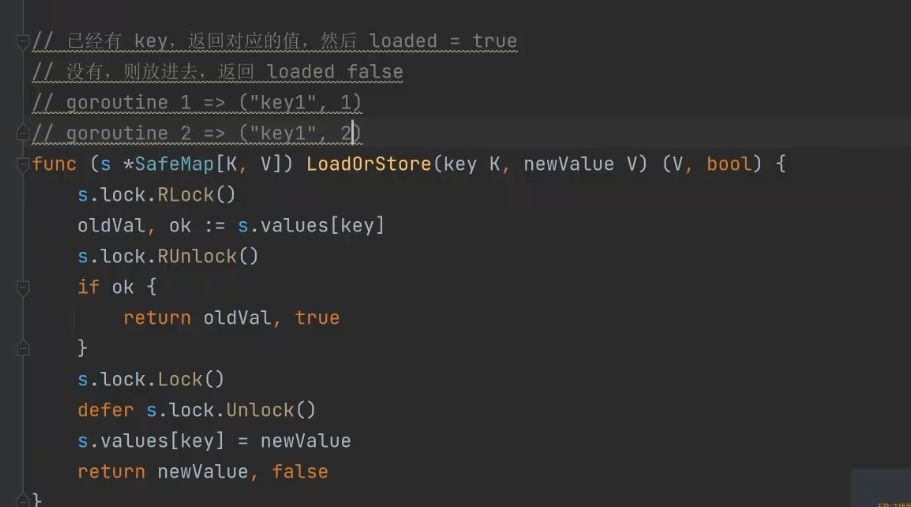 // 已经有 key，返回对应的值，然后 loaded = true
// 没有，则放进去，返回 loaded false
// goroutine 1 => ("key1", 1)
// goroutine 2 => ("key1", 2)
func (s *SafeMap[K, V]) LoadOrStore(key K, newValue V) (V, bool) {
    s.lock.RLock()
    oldVal, ok := s.values[key]
    s.lock.RUnlock()
    if ok {
        return oldVal, true
    }
    s.lock.Lock()
    defer s.lock.Unlock()
    s.values[key] = newValue
    return newValue, false
}